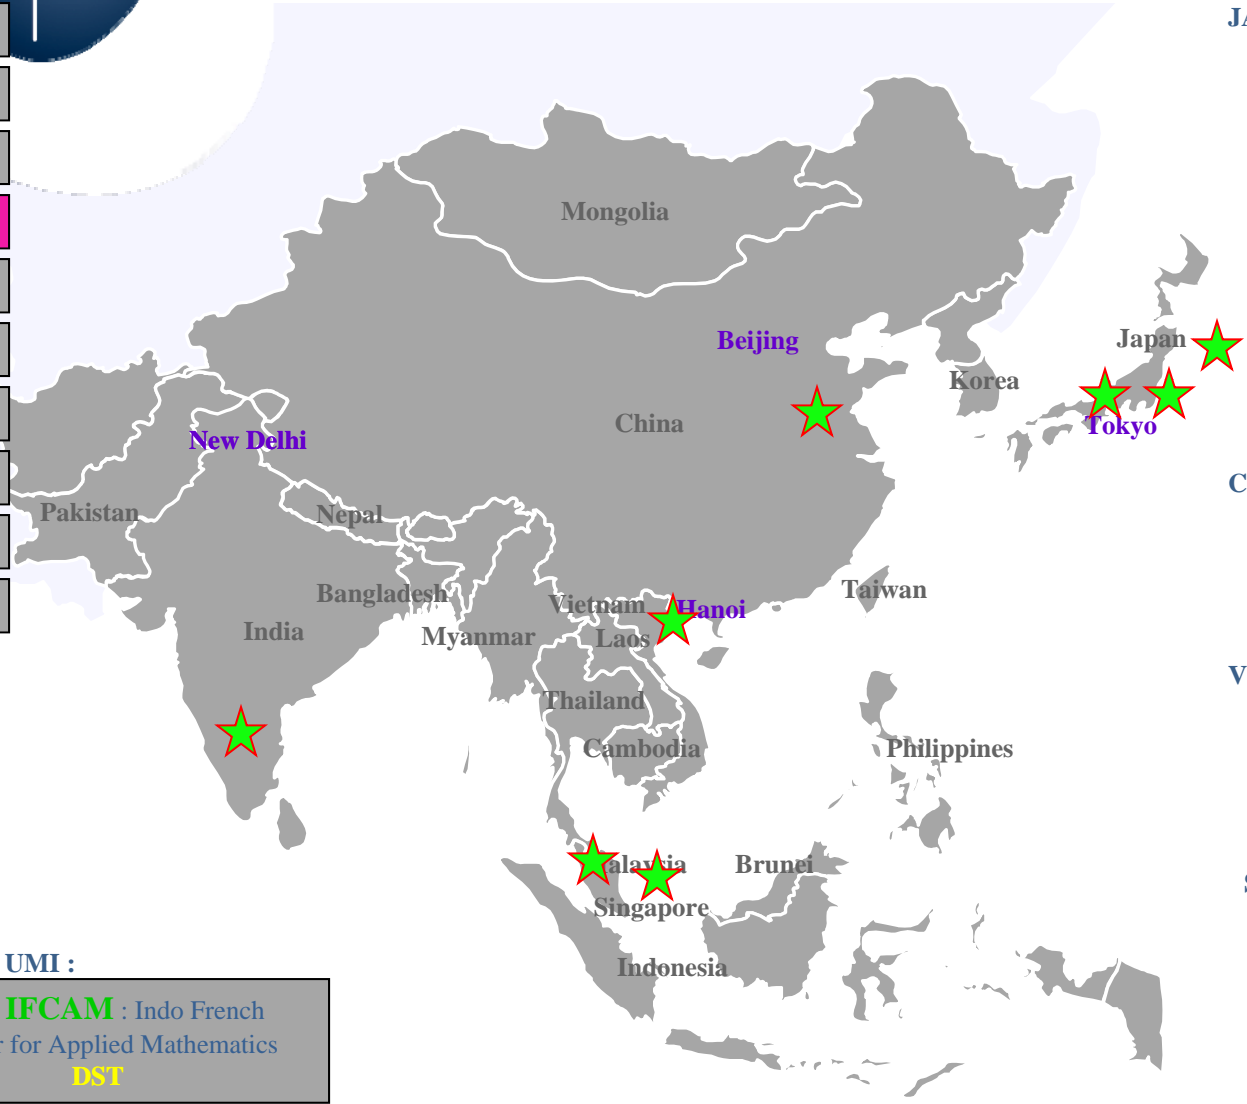 JA
Mongolia
Beijing
Japan
Korea
China
Tokyo
New Delhi
C
Pakistan
Nepal
Taiwan
Bangladesh
Vietnam
Hanoi
India
Myanmar
Laos
V
Thailand
Cambodia
Philippines
Brunei
Singapore
S
UMI :
Indonesia
IFCAM : Indo French
r for Applied Mathematics
DST